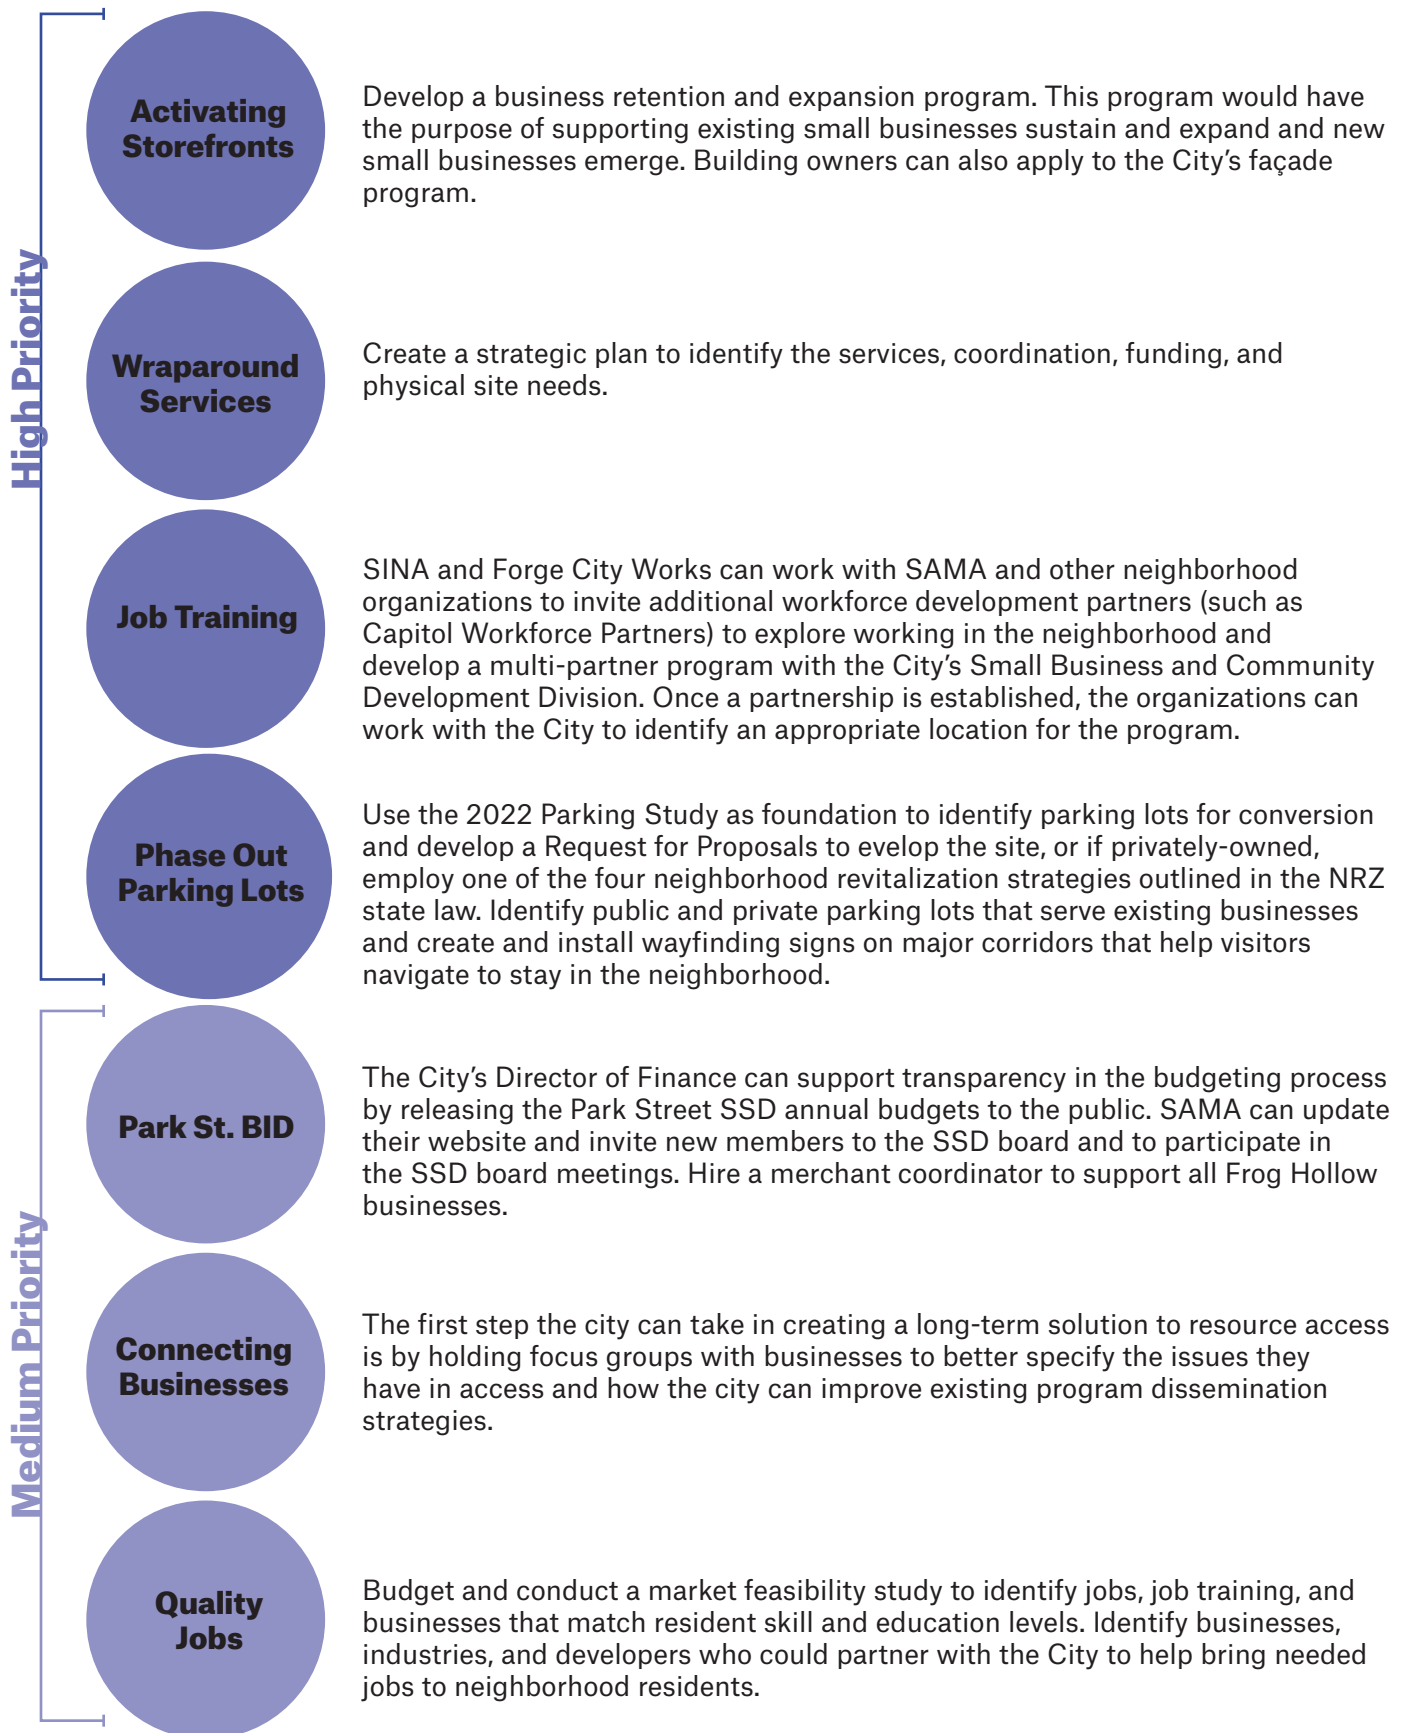 High Priority
Activating
Storefronts
Develop a business retention and expansion program. This program would have
the purpose of supporting existing small businesses sustain and expand and new
small businesses emerge. Building owners can also apply to the City’s façade
program.
Wraparound
Services
Create a strategic plan to identify the services, coordination, funding, and
physical site needs.
Job Training
SINA and Forge City Works can work with SAMA and other neighborhood
organizations to invite additional workforce development partners (such as
Capitol Workforce Partners) to explore working in the neighborhood and
develop a multi-partner program with the City’s Small Business and Community
Development Division. Once a partnership is established, the organizations can
work with the City to identify an appropriate location for the program.
Phase Out
Parking Lots
Use the 2022 Parking Study as foundation to identify parking lots for conversion
and develop a Request for Proposals to evelop the site, or if privately-owned,
employ one of the four neighborhood revitalization strategies outlined in the NRZ
state law. Identify public and private parking lots that serve existing businesses
and create and install wayfinding signs on major corridors that help visitors
navigate to stay in the neighborhood.
Medium Priority
Park St. BID
The City’s Director of Finance can support transparency in the budgeting process
by releasing the Park Street SSD annual budgets to the public. SAMA can update
their website and invite new members to the SSD board and to participate in
the SSD board meetings. Hire a merchant coordinator to support all Frog Hollow
businesses.
Connecting
Businesses
The first step the city can take in creating a long-term solution to resource access
is by holding focus groups with businesses to better specify the issues they
have in access and how the city can improve existing program dissemination
strategies.
Quality
Jobs
Budget and conduct a market feasibility study to identify jobs, job training, and
businesses that match resident skill and education levels. Identify businesses,
industries, and developers who could partner with the City to help bring needed
jobs to neighborhood residents.